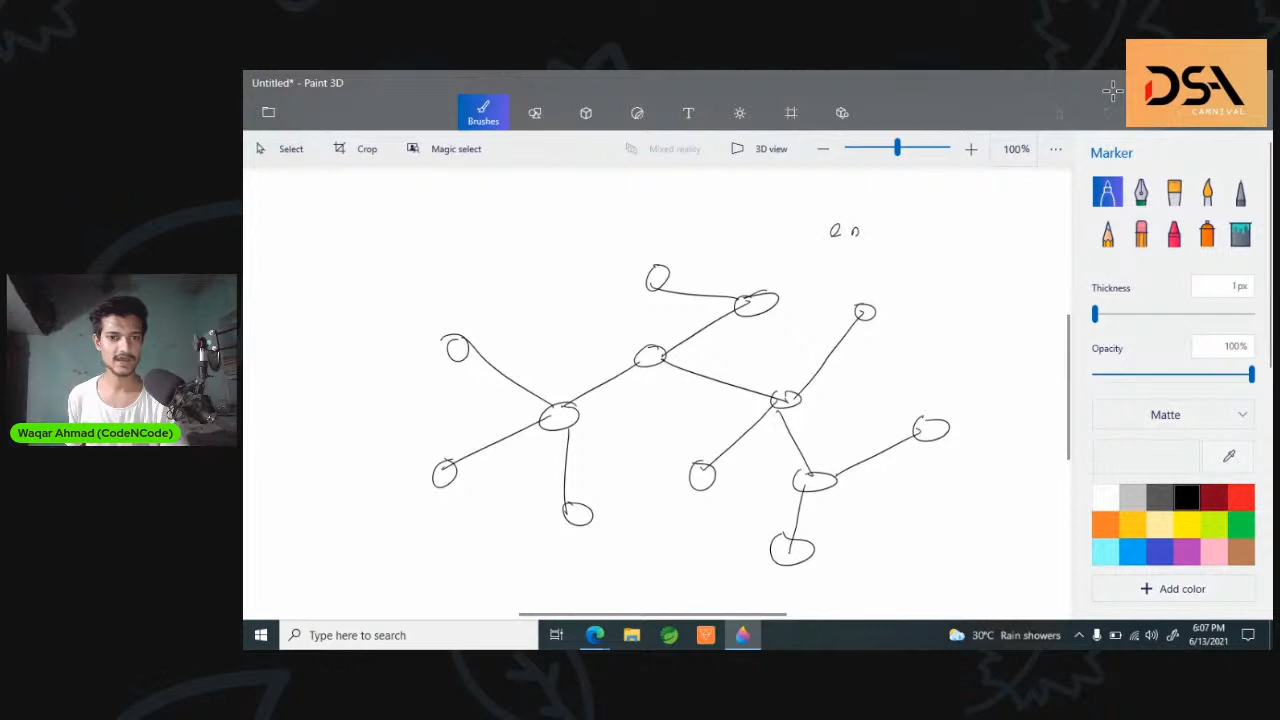 DSA
CARNIVAL
Untitled* - Paint 3D
Brushes
Select
Crop
Magic select
Mixed reality
3D view
100%
Marker
Thickness
1px
Opacity
100%
Matte
Add color
Waqar Ahmad (CodeNCode)
Type here to search
30°C Rain showers
6:07 PM
6/13/2021